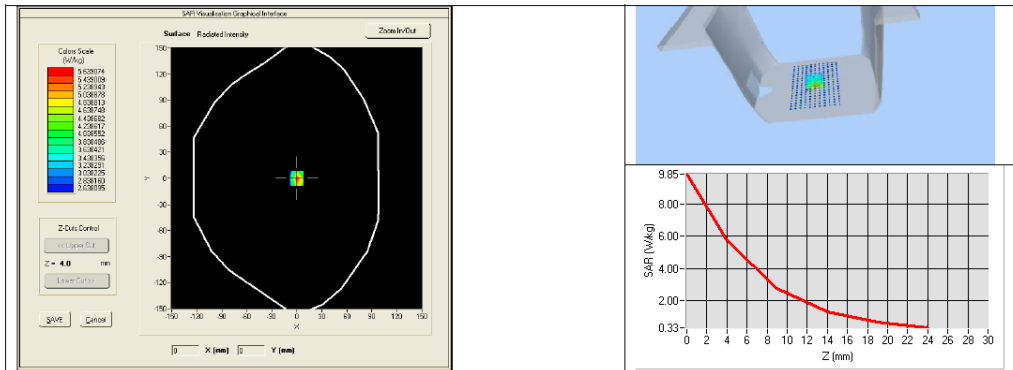 SAR Visualisation Graphical Interface
Surface Radiated Intensity
Zoom In/Out
Colors Scale
(W/kg)
5.639074
5.439009
5.238943
5.038878
4.838813
4.638748
4.438682
4.238617
4.038552
3.838486
3.638421
3.438356
3.238291
3.038225
2.838160
2.638095
150
120
90
60
30
0
-30
-60
-90
-120
-150
Y
-150 -120 -90 -60 -30 0 30 60 90 120 150
X
Z-Cuts Control
Upper Cut
Z = 4.0 mm
Lower Cut
SAVE Cancel
0 X (mm) 0 Y (mm)
9.85
8.00
6.00
4.00
2.00
0.33
SAR (W/kg)
0 2 4 6 8 10 12 14 16 18 20 22 24 26 28 30
Z (mm)